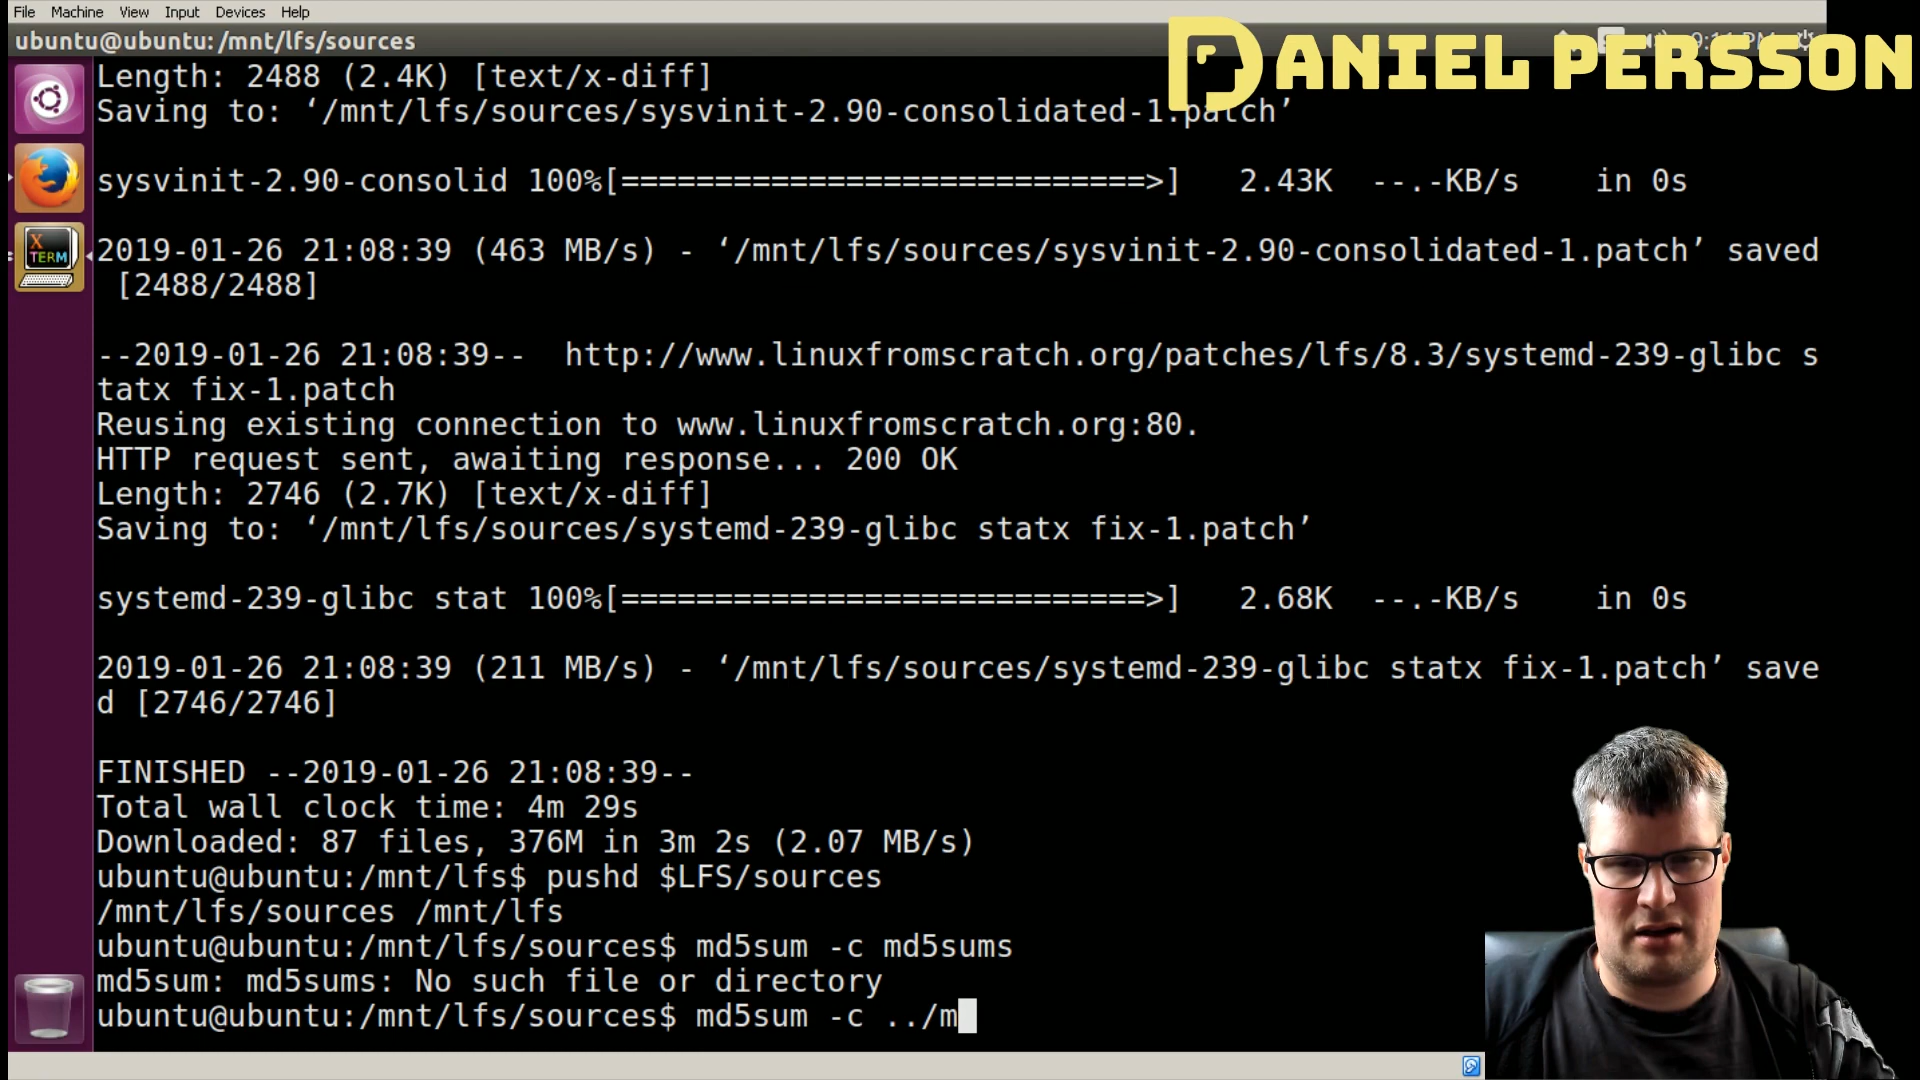 File Machine View Input Devices Help
ubuntu@ubuntu: /mnt/lfs/sources
DANIEL PERSSON
Length: 2488 (2.4K) [text/x-diff]
Saving to: ‘/mnt/lfs/sources/sysvinit-2.90-consolidated-1.patch’
sysvinit-2.90-consolid 100%[============================>] 2.43K --.-KB/s in 0s
2019-01-26 21:08:39 (463 MB/s) - ‘/mnt/lfs/sources/sysvinit-2.90-consolidated-1.patch’ saved
[2488/2488]
--2019-01-26 21:08:39-- http://www.linuxfromscratch.org/patches/lfs/8.3/systemd-239-glibc s
tatx fix-1.patch
Reusing existing connection to www.linuxfromscratch.org:80.
HTTP request sent, awaiting response... 200 OK
Length: 2746 (2.7K) [text/x-diff]
Saving to: ‘/mnt/lfs/sources/systemd-239-glibc statx fix-1.patch’
systemd-239-glibc stat 100%[============================>] 2.68K --.-KB/s in 0s
2019-01-26 21:08:39 (211 MB/s) - ‘/mnt/lfs/sources/systemd-239-glibc statx fix-1.patch’ save
d [2746/2746]
FINISHED --2019-01-26 21:08:39--
Total wall clock time: 4m 29s
Downloaded: 87 files, 376M in 3m 2s (2.07 MB/s)
ubuntu@ubuntu:/mnt/lfs$ pushd $LFS/sources
/mnt/lfs/sources /mnt/lfs
ubuntu@ubuntu:/mnt/lfs/sources$ md5sum -c md5sums
md5sum: md5sums: No such file or directory
ubuntu@ubuntu:/mnt/lfs/sources$ md5sum -c ../m
X
TERM